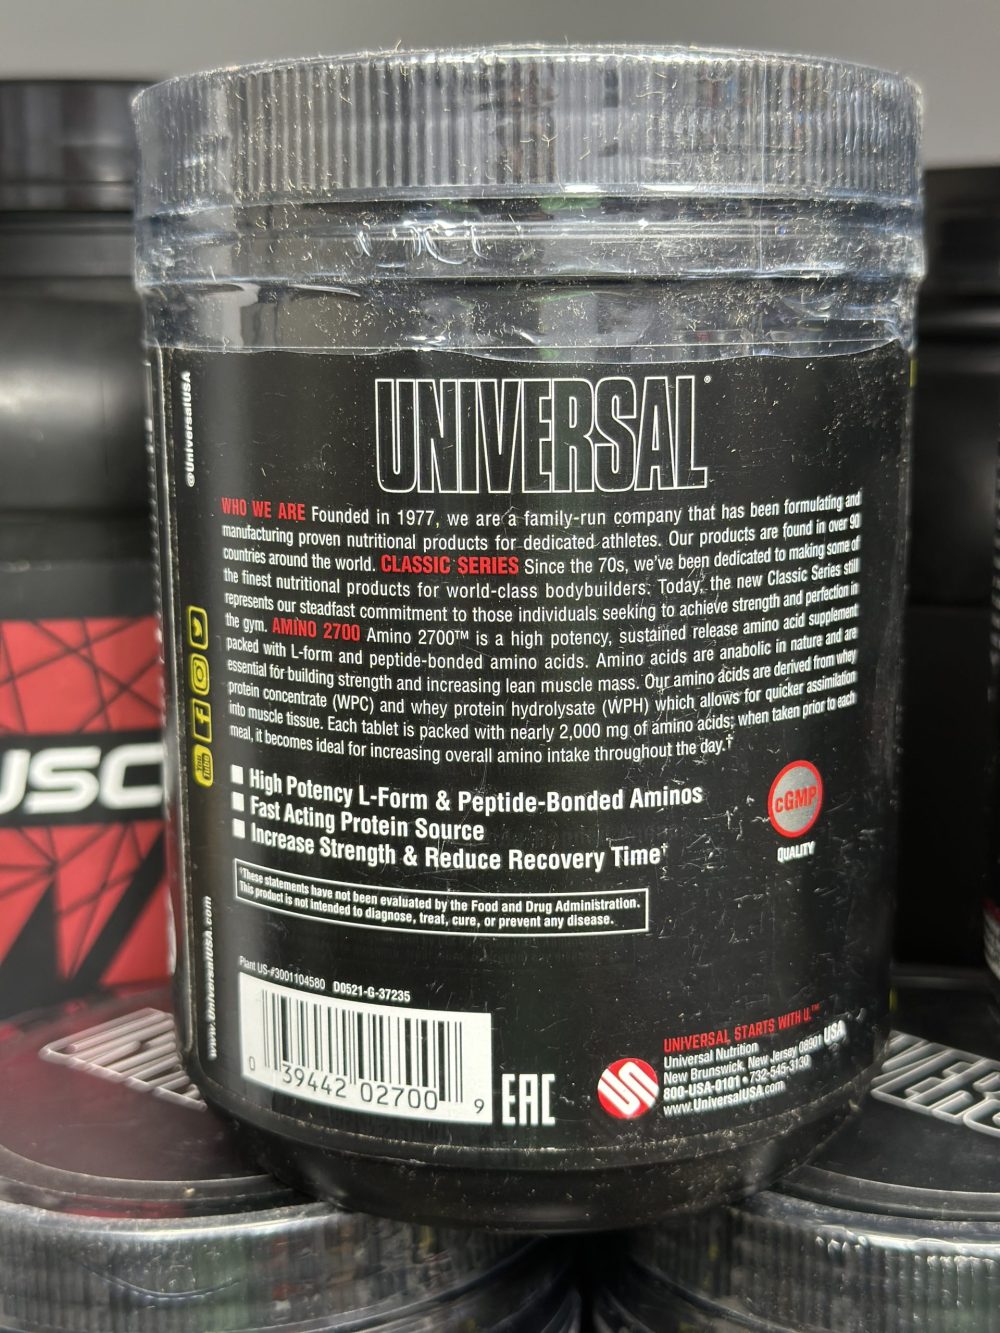 UNIVERSAL®
@UniversalUSA
WHO WE ARE Founded in 1977, we are a family-run company that has been formulating and
manufacturing proven nutritional products for dedicated athletes. Our products are found in over 90
countries around the world. CLASSIC SERIES Since the 70s, we've been dedicated to making some of
the finest nutritional products for world-class bodybuilders. Today, the new Classic Series still
represents our steadfast commitment to those individuals seeking to achieve strength and perfection in
the gym. AMINO 2700 Amino 2700™ is a high potency, sustained release amino acid supplement
packed with L-form and peptide-bonded amino acids. Amino acids are anabolic in nature and are
essential for building strength and increasing lean muscle mass. Our amino acids are derived from whey
protein concentrate (WPC) and whey protein hydrolysate (WPH) which allows for quicker assimilation
into muscle tissue. Each tablet is packed with nearly 2,000 mg of amino acids; when taken prior to each
meal, it becomes ideal for increasing overall amino intake throughout the day.†
You Tube
High Potency L-Form & Peptide-Bonded Aminos
Fast Acting Protein Source
Increase Strength & Reduce Recovery Time†
cGMP
QUALITY
†These statements have not been evaluated by the Food and Drug Administration.
This product is not intended to diagnose, treat, cure, or prevent any disease.
www.UniversalUSA.com
Plant US-#3001104580 D0521-G-37235
0 39442 02700 9
EAC
UNIVERSAL STARTS WITH U.™
Universal Nutrition
New Brunswick, New Jersey 08901 USA
800-USA-0101 • 732-545-3130
www.UniversalUSA.com
USC